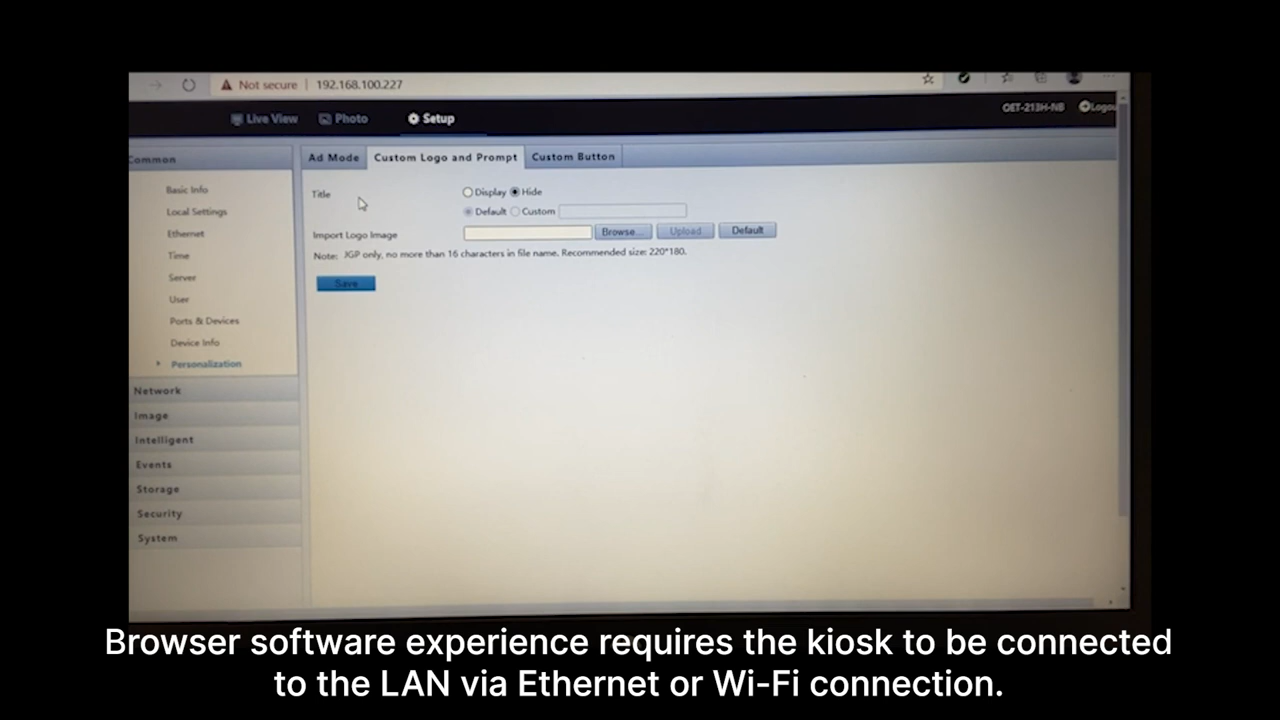 Not secure | 192.168.100.227
Live View Photo Setup OET-213H-NB
Common
Ad Mode Custom Logo and Prompt Custom Button
Basic Info
Local Settings
Ethernet
Time
Server
User
Ports & Devices
Device Info
Personalization
Network
Image
Intelligent
Events
Storage
Security
System
Title Display Hide
Default Custom
Import Logo Image Browse... Upload Default
Note: JGP only, no more than 16 characters in file name. Recommended size: 220*180.
Save
Browser software experience requires the kiosk to be connected
to the LAN via Ethernet or Wi-Fi connection.